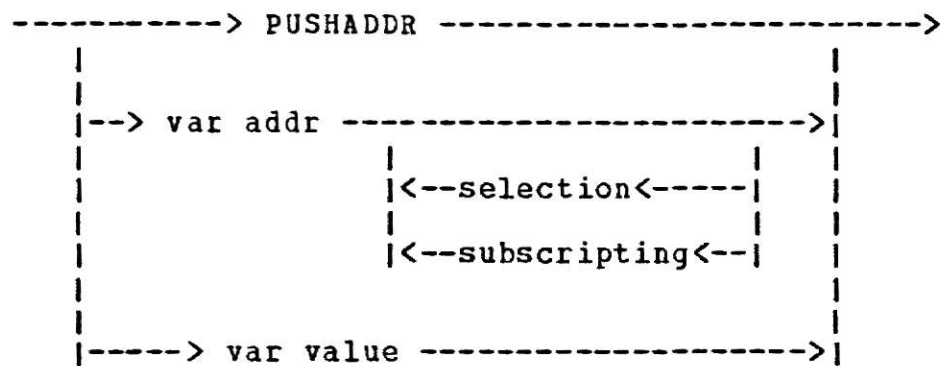 -----------> PUSHADDR ------------------------->
|--> var addr ------------------------>|
|<--selection<-----|
|<--subscripting<--|
|-----> var value -------------------->|